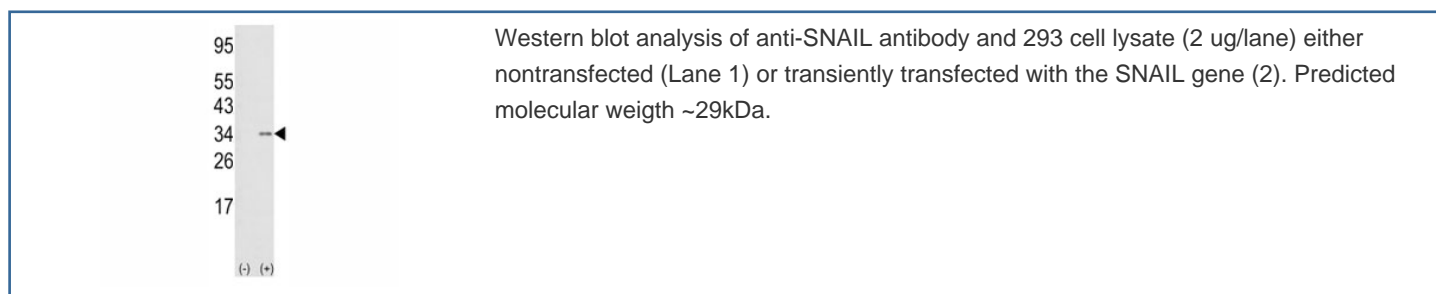 95
55
43
34
26
17
(-) (+)
Western blot analysis of anti-SNAIL antibody and 293 cell lysate (2 ug/lane) either
nontransfected (Lane 1) or transiently transfected with the SNAIL gene (2). Predicted
molecular weigth ~29kDa.